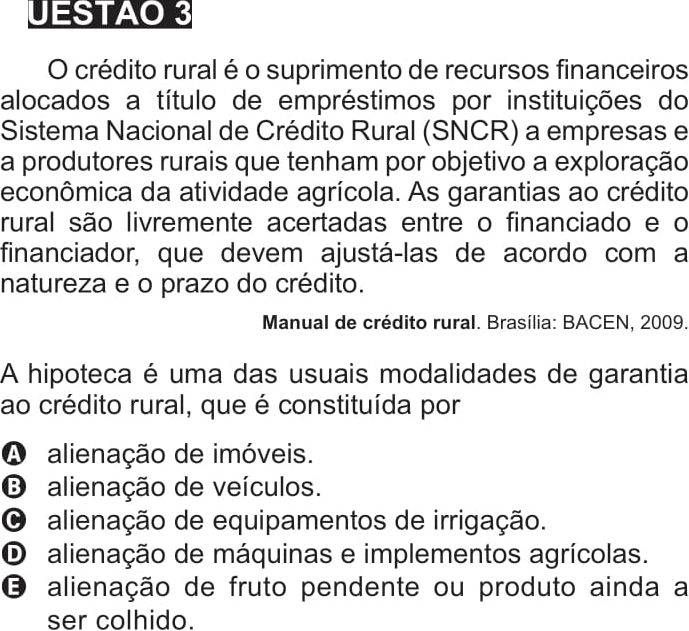 UESTÃO 3
O crédito rural é o suprimento de recursos financeiros
alocados a título de empréstimos por instituições do
Sistema Nacional de Crédito Rural (SNCR) a empresas e
a produtores rurais que tenham por objetivo a exploração
econômica da atividade agrícola. As garantias ao crédito
rural são livremente acertadas entre o financiado e o
financiador, que devem ajustá-las de acordo com a
natureza e o prazo do crédito.
Manual de crédito rural. Brasília: BACEN, 2009.
A hipoteca é uma das usuais modalidades de garantia
ao crédito rural, que é constituída por
A alienação de imóveis.
B alienação de veículos.
C alienação de equipamentos de irrigação.
D alienação de máquinas e implementos agrícolas.
E alienação de fruto pendente ou produto ainda a
ser colhido.